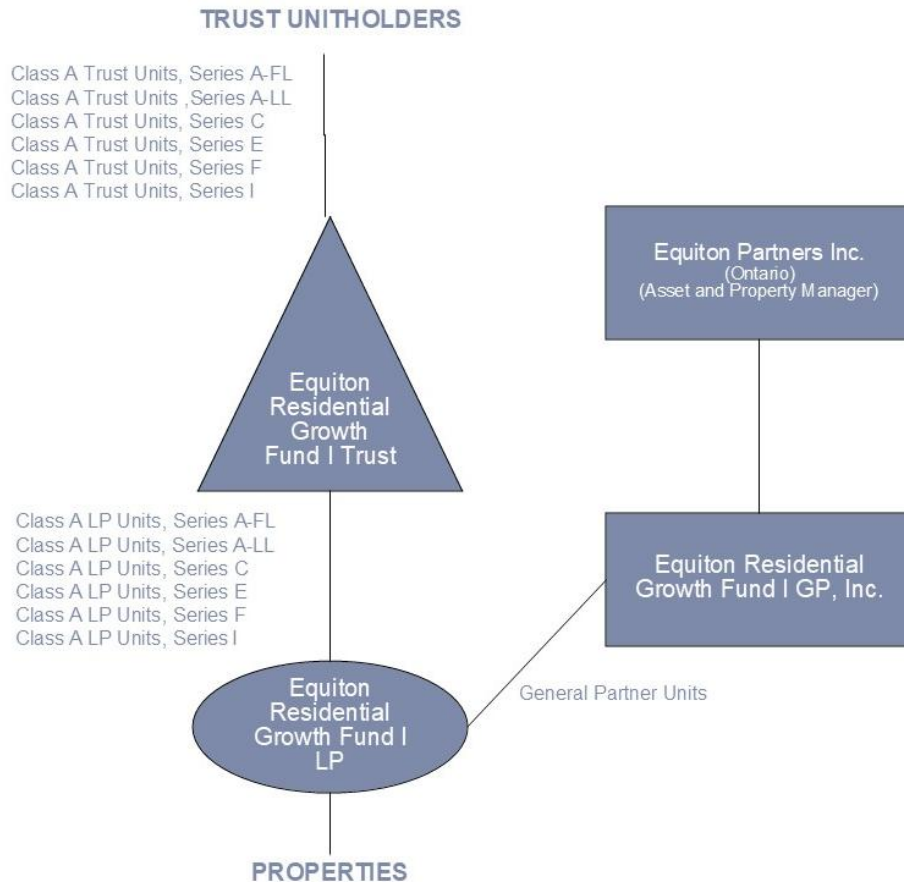 TRUST UNITHOLDERS
Class A Trust Units, Series A-FL
Class A Trust Units ,Series A-LL
Class A Trust Units, Series C
Class A Trust Units, Series E
Class A Trust Units, Series F
Class A Trust Units, Series I
Equiton Partners Inc.
(Ontario)
(Asset and Property Manager)
Equiton
Residential
Growth
Fund I Trust
Class A LP Units, Series A-FL
Class A LP Units, Series A-LL
Class A LP Units, Series C
Class A LP Units, Series E
Class A LP Units, Series F
Class A LP Units, Series I
Equiton Residential
Growth Fund I GP, Inc.
General Partner Units
Equiton
Residential
Growth Fund I
LP
PROPERTIES